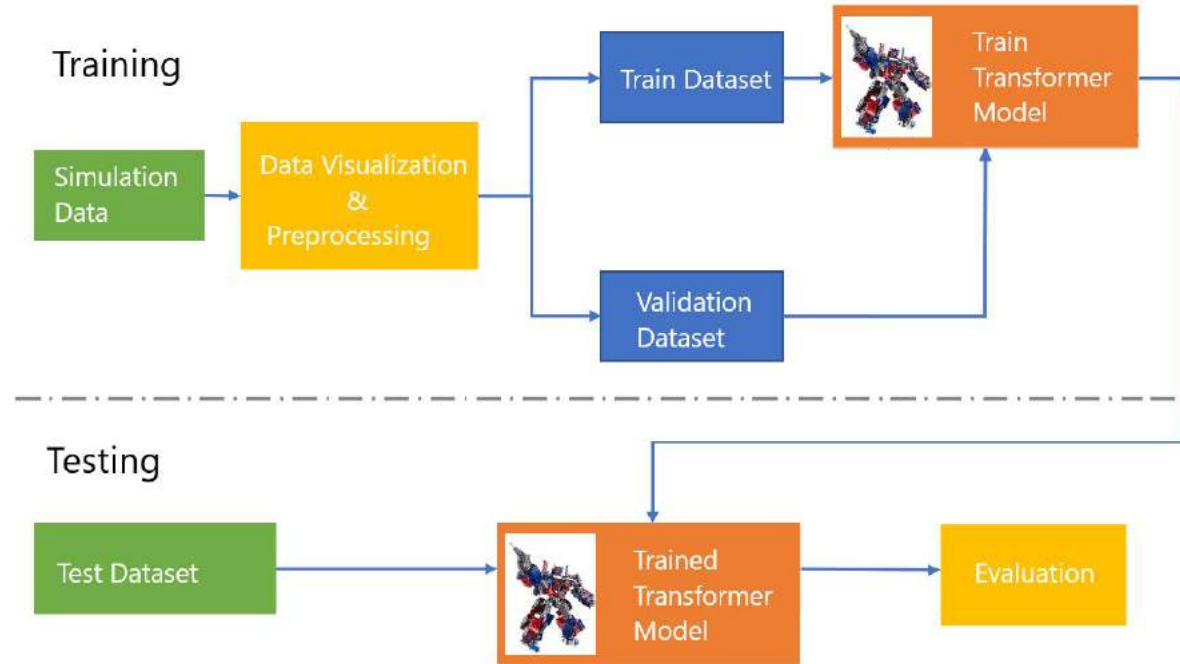 Training
Simulation
Data
Data Visualization
&
Preprocessing
Train Dataset
Validation
Dataset
Train
Transformer
Model
Testing
Test Dataset
Trained
Transformer
Model
Evaluation